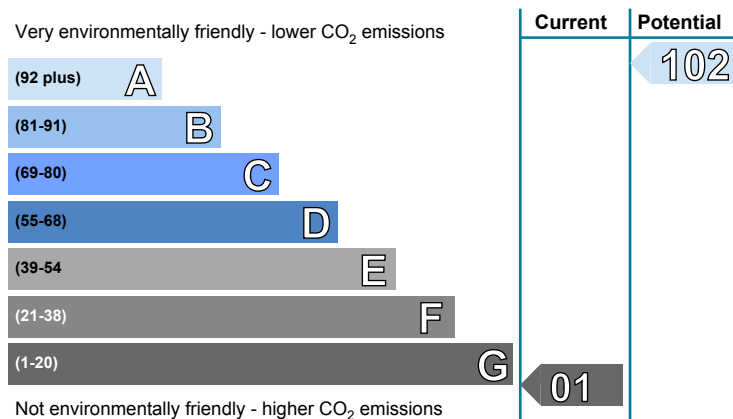 Current Potential
Very environmentally friendly - lower CO₂ emissions
102
(92 plus) A
(81-91) B
(69-80) C
(55-68) D
(39-54 E
(21-38) F
(1-20) G
01
Not environmentally friendly - higher CO₂ emissions